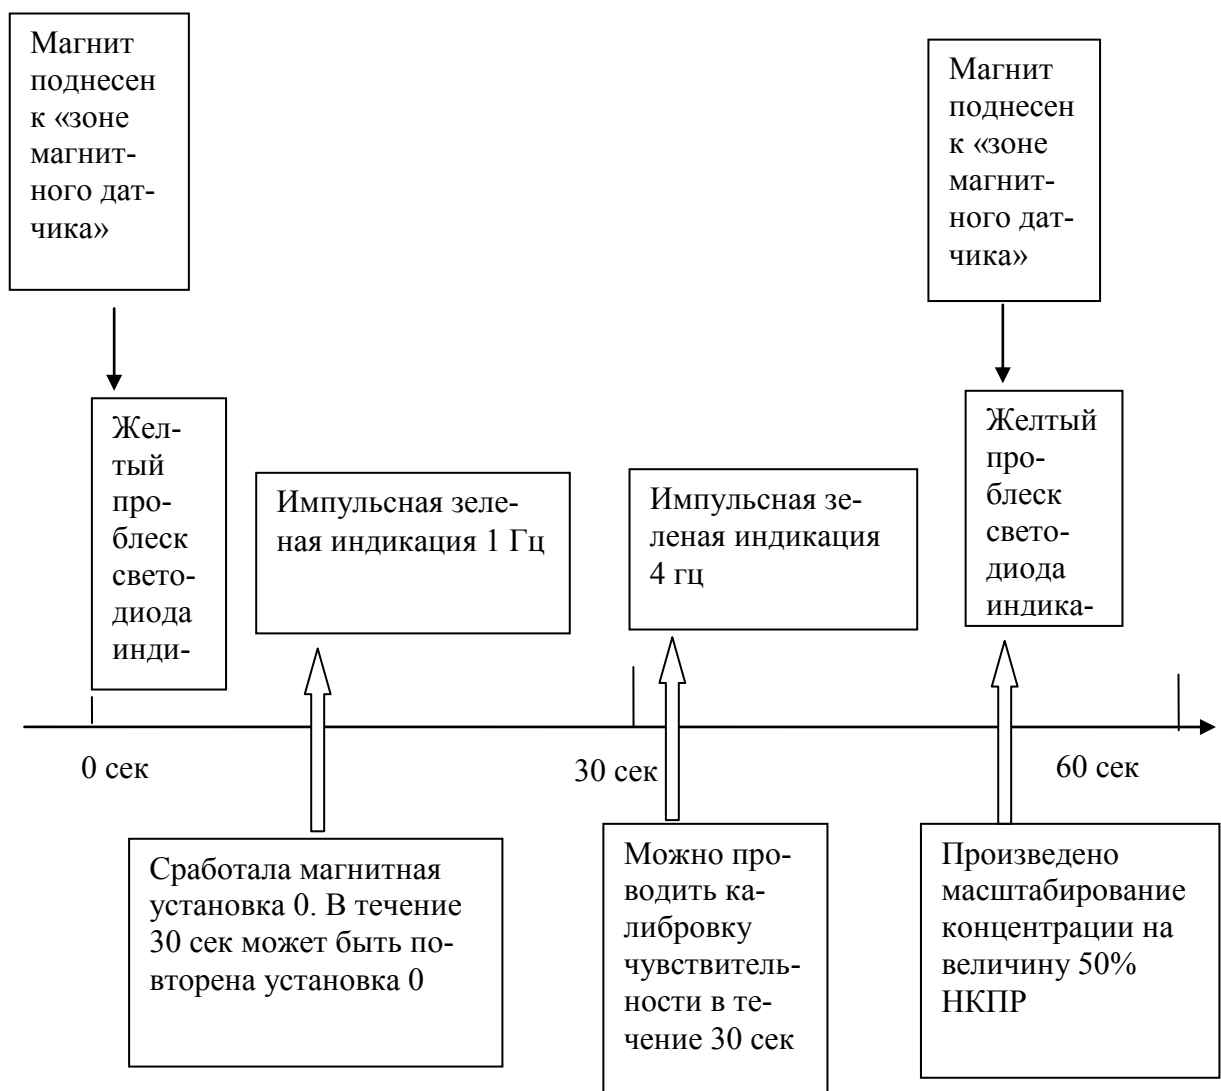 Магнит
поднесен
к «зоне
магнит-
ного дат-
чика»
Магнит
поднесен
к «зоне
магнит-
ного дат-
чика»
Жел-
тый
про-
блеск
свето-
диода
инди-
Импульсная зеле-
ная индикация 1 Гц
Импульсная зе-
леная индикация
4 гц
Желтый
про-
блеск
свето-
диода
индика-
0 сек
30 сек
60 сек
Сработала магнитная
установка 0. В течение
30 сек может быть по-
вторена установка 0
Можно про-
водить ка-
либровку
чувствитель-
ности в те-
чение 30 сек
Произведено
масштабирование
концентрации на
величину 50%
НКПР